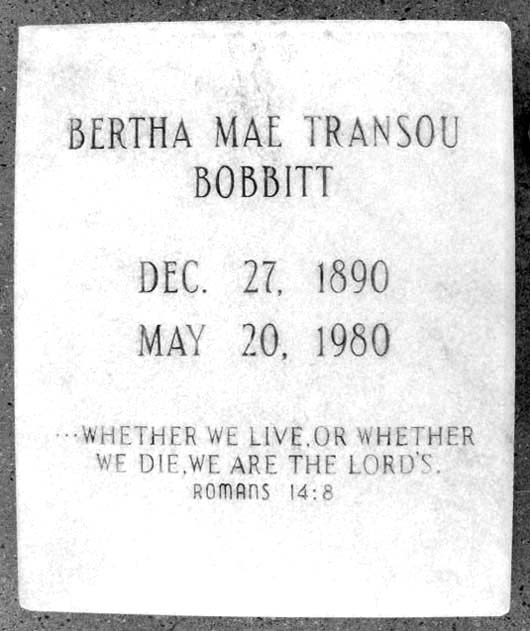 BERTHA MAE TRANSOU
BOBBITT
DEC. 27, 1890
MAY 20, 1980
...WHETHER WE LIVE, OR WHETHER
WE DIE, WE ARE THE LORD'S.
ROMANS 14:8